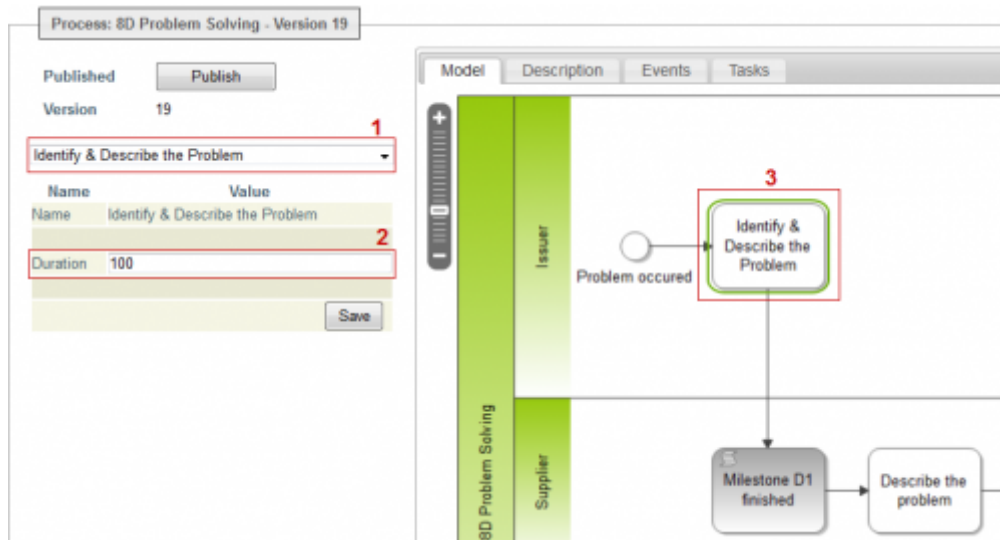 Process: 8D Problem Solving - Version 19
Published
Publish
Version 19
1
Identify & Describe the Problem
Name Value
Name Identify & Describe the Problem
2
Duration 100
Save
Model Description Events Tasks
8D Problem Solving
Issuer
Problem occured
3
Identify &
Describe the
Problem
Supplier
Milestone D1
finished
Describe the
problem